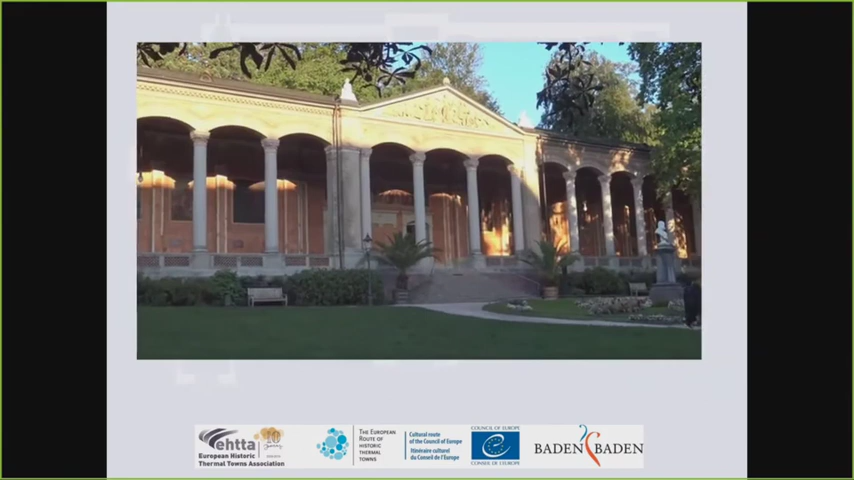 ehtta 10
European Historic
Thermal Towns Association
THE EUROPEAN
ROUTE OF
HISTORIC
THERMAL
TOWNS
Cultural route
of the Council of Europe
Itinéraire culturel
du Conseil de l'Europe
COUNCIL OF EUROPE
CONSEIL DE L'EUROPE
BADEN BADEN